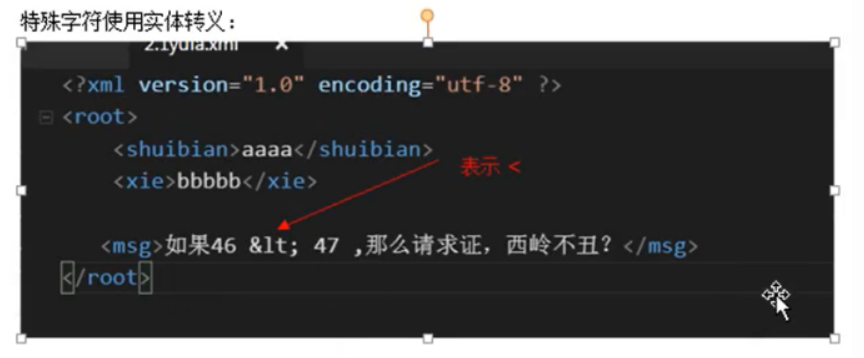 特殊字符使用实体转义：
2.1yufa.xml ×
<?xml version="1.0" encoding="utf-8" ?>
<root>
<shuibian>aaaa</shuibian>
表示 <
<xie>bbbbb</xie>
<msg>如果46 &lt; 47 ,那么请求证，西岭不丑？</msg>
</root>